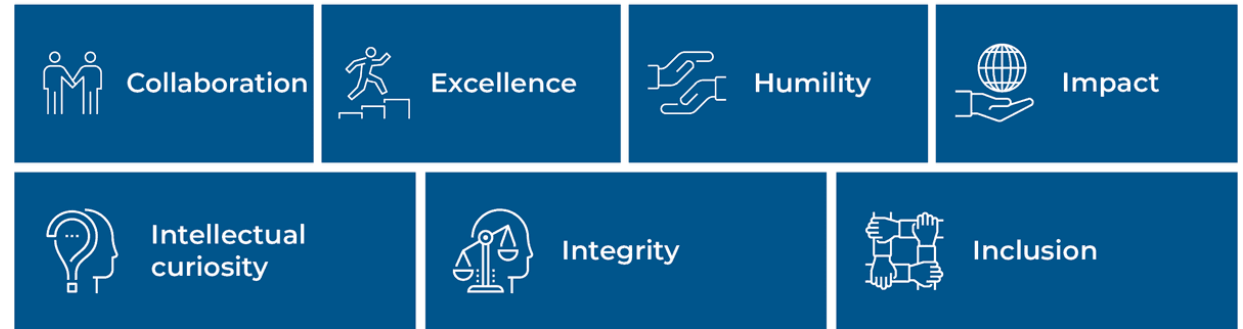 Collaboration
Excellence
Humility
Impact
Intellectual
curiosity
Integrity
Inclusion